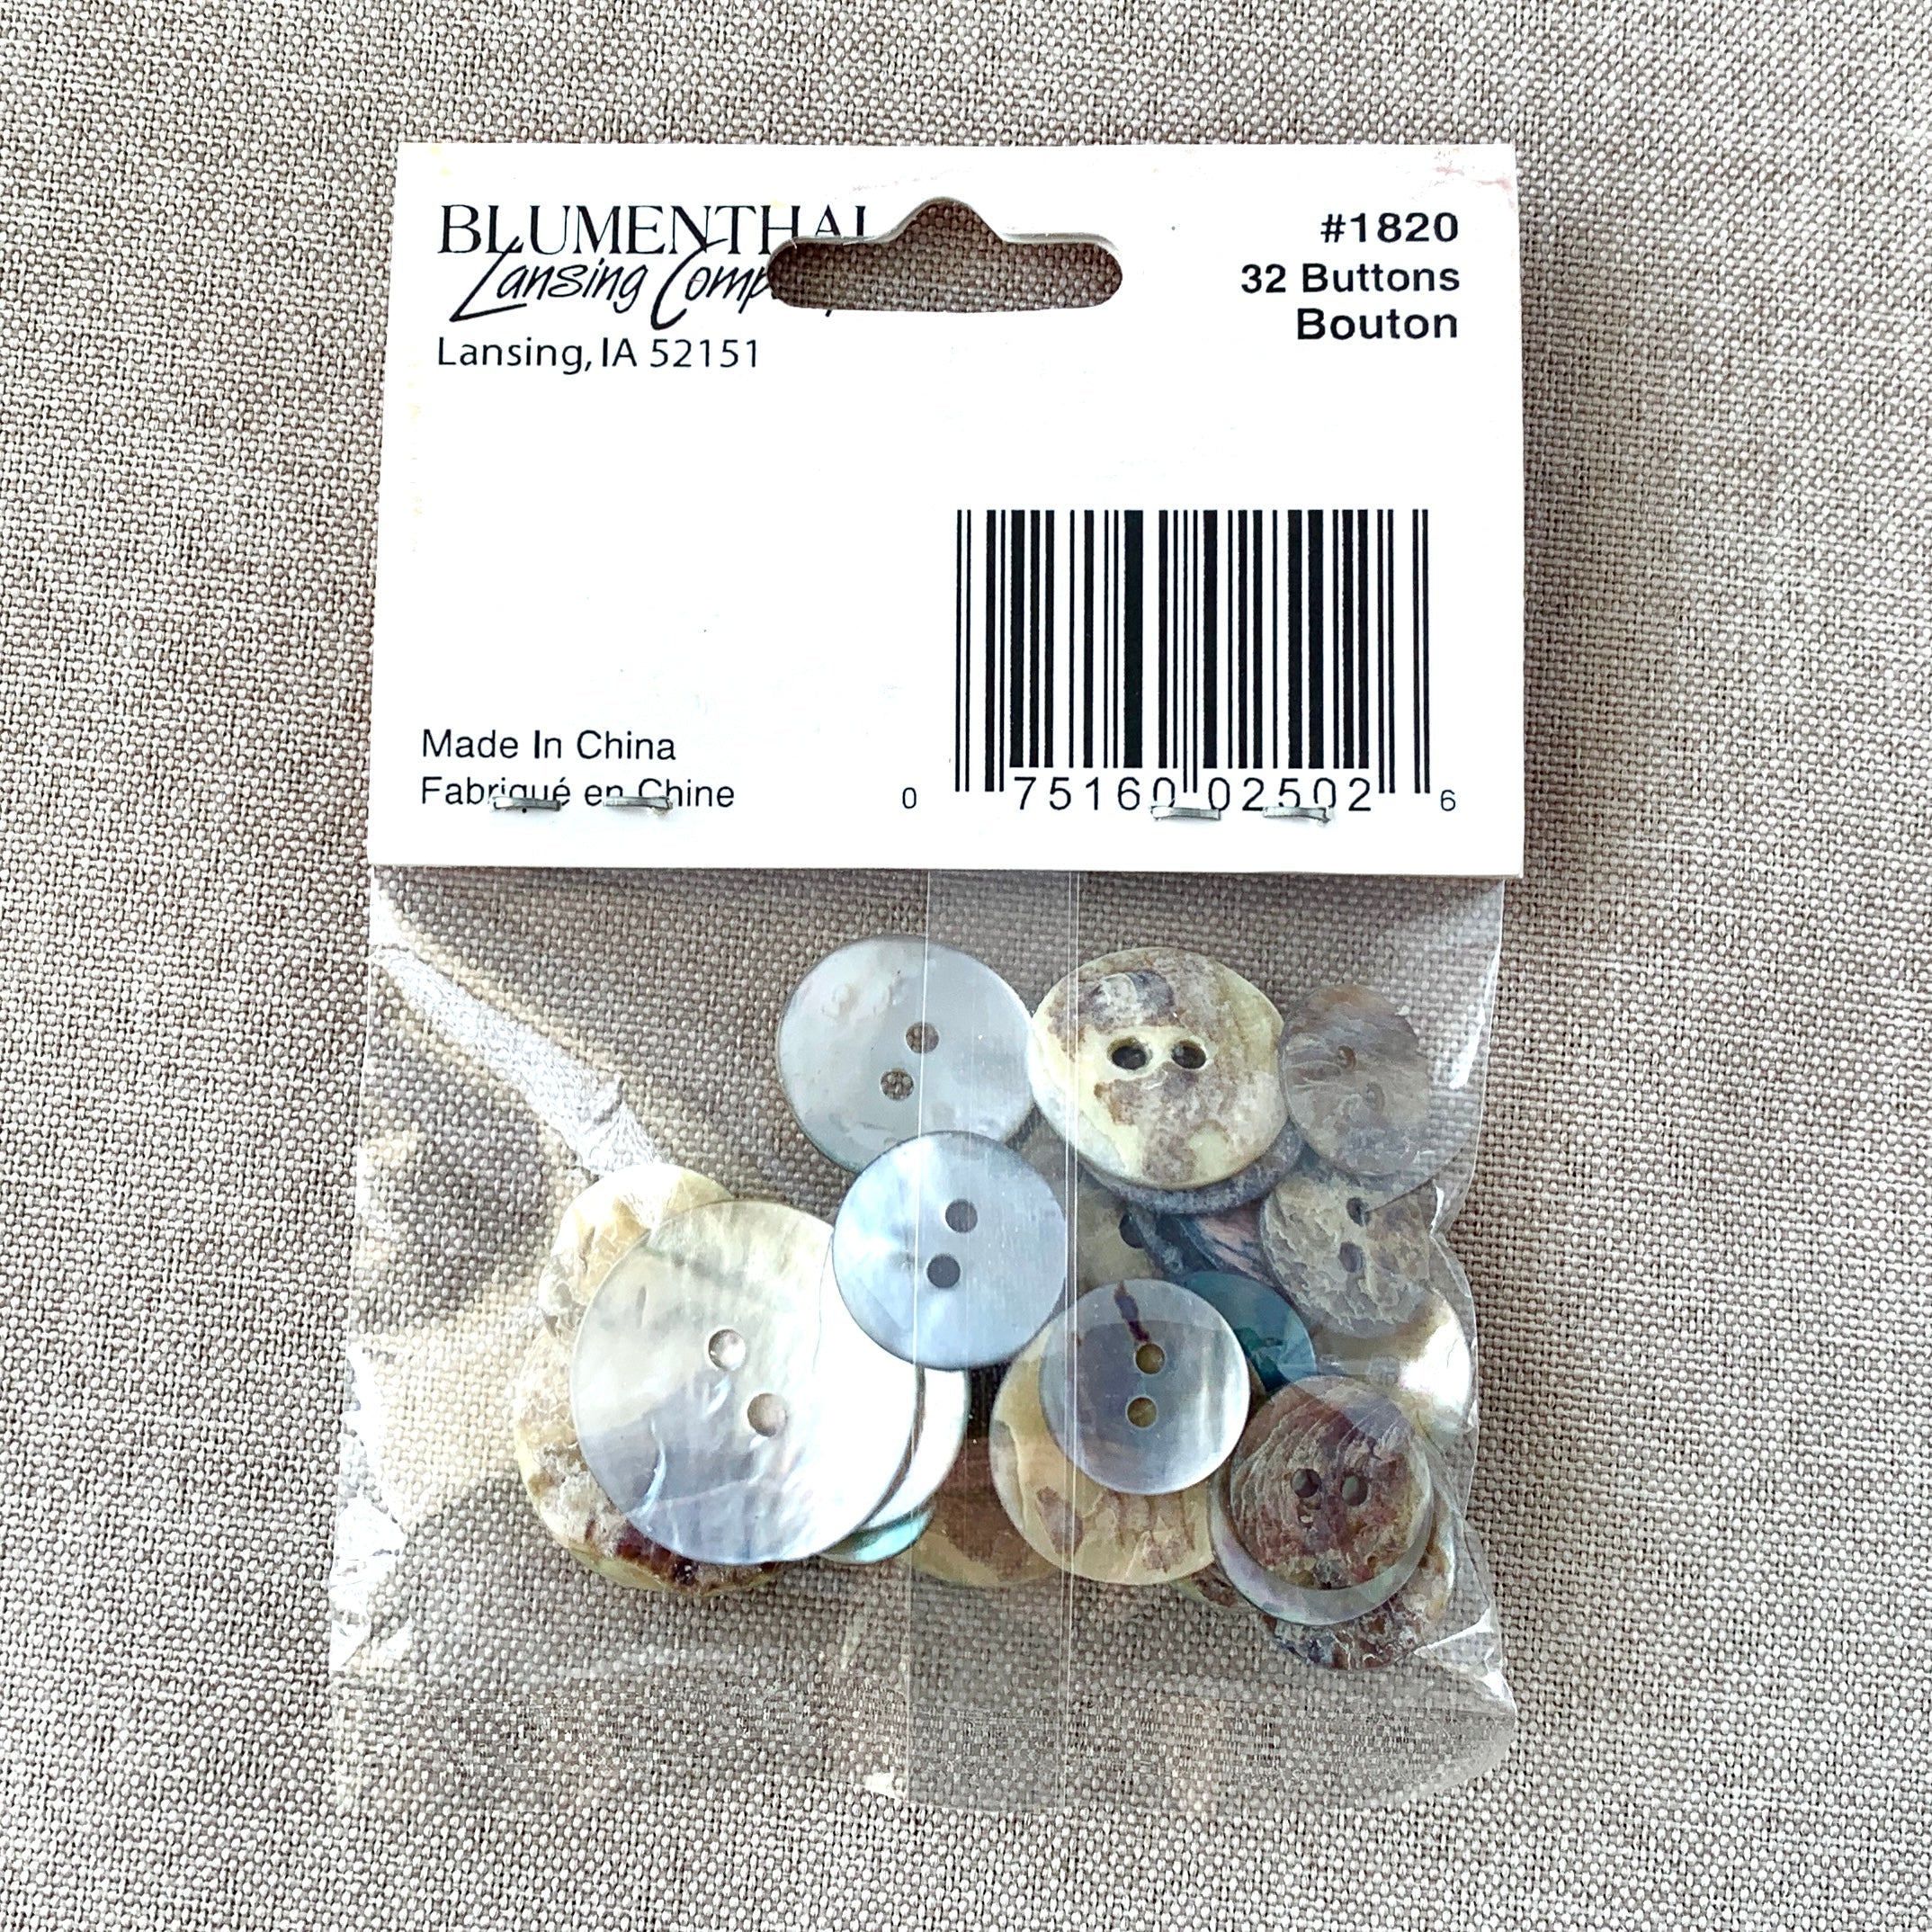 BLUMENTHAL
Lansing Comp
Lansing, IA 52151
#1820
32 Buttons
Bouton
Made In China
Fabriqué en Chine
0 75160 02502 6